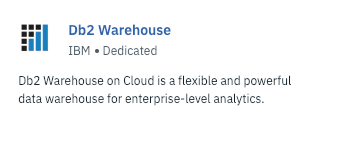 Db2 Warehouse
IBM • Dedicated
Db2 Warehouse on Cloud is a flexible and powerful
data warehouse for enterprise-level analytics.